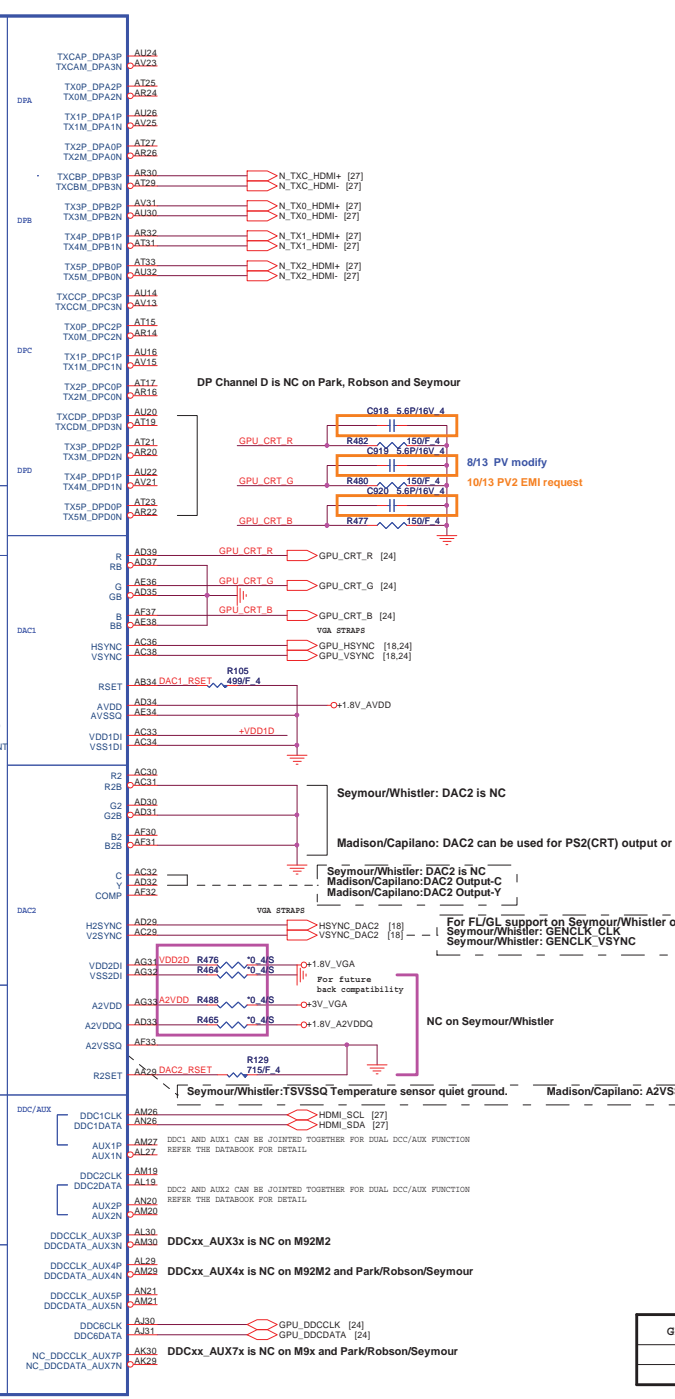 TXCAP_DPA3P AU24
TXCAM_DPA3N AV23
TX0P_DPA2P AT25
TX0M_DPA2N AR24
DPA
TX1P_DPA1P AU26
TX1M_DPA1N AV25
TX2P_DPA0P AT27
TX2M_DPA0N AR26
TXCBP_DPB3P AR30 N_TXC_HDMI+ [27]
TXCBM_DPB3N AT29 N_TXC_HDMI- [27]
TX3P_DPB2P AV31 N_TX0_HDMI+ [27]
TX3M_DPB2N AU30 N_TX0_HDMI- [27]
DPB
TX4P_DPB1P AR32 N_TX1_HDMI+ [27]
TX4M_DPB1N AT31 N_TX1_HDMI- [27]
TX5P_DPB0P AT33 N_TX2_HDMI+ [27]
TX5M_DPB0N AU32 N_TX2_HDMI- [27]
TXCCP_DPC3P AU14
TXCCM_DPC3N AV13
TX0P_DPC2P AT15
TX0M_DPC2N AR14
DPC
TX1P_DPC1P AU16
TX1M_DPC1N AV15
TX2P_DPC0P AT17
TX2M_DPC0N AR16
DP Channel D is NC on Park, Robson and Seymour
TXCDP_DPD3P AU20
TXCDM_DPD3N AT19
C918 5.6P/16V_4
GPU_CRT_R R482 150/F_4
TX3P_DPD2P AT21
TX3M_DPD2N AR20
C919 5.6P/16V_4
8/13 PV modify
DPD
TX4P_DPD1P AU22
TX4M_DPD1N AV21
GPU_CRT_G R480 150/F_4
10/13 PV2 EMI request
C920 5.6P/16V_4
TX5P_DPD0P AT23
TX5M_DPD0N AR22
GPU_CRT_B R477 150/F_4
R AD39 GPU_CRT_R GPU_CRT_R [24]
RB AD37
G AE36 GPU_CRT_G GPU_CRT_G [24]
GB AD35
B AF37 GPU_CRT_B GPU_CRT_B [24]
BB AE38
DAC1
VGA STRAPS
HSYNC AC36 GPU_HSYNC [18,24]
VSYNC AC38 GPU_VSYNC [18,24]
RSET AB34 DAC1_RSET R105 499/F_4
AVDD AD34 +1.8V_AVDD
AVSSQ AE34
VDD1DI AC33 +VDD1D
VSS1DI AC34
NT
R2 AC30
R2B AC31
Seymour/Whistler: DAC2 is NC
G2 AD30
G2B AD31
B2 AF30
B2B AF31
Madison/Capilano: DAC2 can be used for PS2(CRT) output or
C AC32
Y AD32
COMP AF32
Seymour/Whistler: DAC2 is NC
Madison/Capilano:DAC2 Output-C
Madison/Capilano:DAC2 Output-Y
DAC2
VGA STRAPS
H2SYNC AD29 HSYNC_DAC2 [18]
V2SYNC AC29 VSYNC_DAC2 [18]
For FL/GL support on Seymour/Whistler o
Seymour/Whistler: GENCLK_CLK
Seymour/Whistler: GENCLK_VSYNC
VDD2DI AG31 VDD2D R476 *0_4/S +1.8V_VGA
VSS2DI AG32 R464 *0_4/S
For future
back compatibility
A2VDD AG33 A2VDD R488 *0_4/S +3V_VGA
A2VDDQ AD33 R465 *0_4/S +1.8V_A2VDDQ
NC on Seymour/Whistler
A2VSSQ AF33
R2SET AA29 DAC2_RSET R129 715/F_4
Seymour/Whistler:TSVSSQ Temperature sensor quiet ground. Madison/Capilano: A2VS
DDC/AUX
DDC1CLK AM26 HDMI_SCL [27]
DDC1DATA AN26 HDMI_SDA [27]
AUX1P AM27
AUX1N AL27
DDC1 AND AUX1 CAN BE JOINTED TOGETHER FOR DUAL DCC/AUX FUNCTION
REFER THE DATABOOK FOR DETAIL
DDC2CLK AM19
DDC2DATA AL19
DDC2 AND AUX2 CAN BE JOINTED TOGETHER FOR DUAL DCC/AUX FUNCTION
REFER THE DATABOOK FOR DETAIL
AUX2P AN20
AUX2N AM20
DDCCLK_AUX3P AL30
DDCDATA_AUX3N AM30
DDCxx_AUX3x is NC on M92M2
DDCCLK_AUX4P AL29
DDCDATA_AUX4N AM29
DDCxx_AUX4x is NC on M92M2 and Park/Robson/Seymour
DDCCLK_AUX5P AN21
DDCDATA_AUX5N AM21
DDC6CLK AJ30 GPU_DDCCLK [24]
DDC6DATA AJ31 GPU_DDCDATA [24]
NC_DDCCLK_AUX7P AK30
NC_DDCDATA_AUX7N AK29
DDCxx_AUX7x is NC on M9x and Park/Robson/Seymour
G